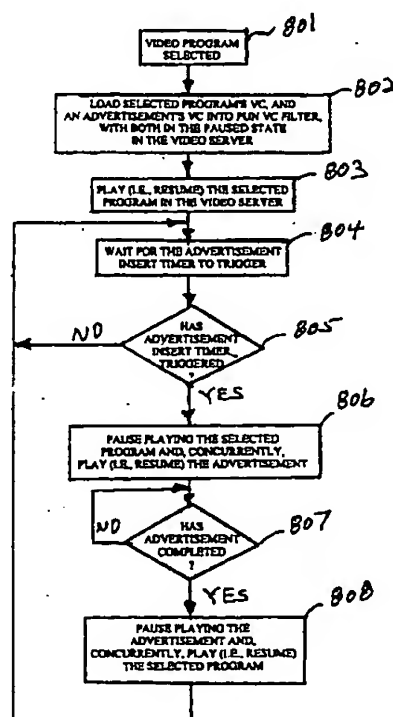 801
VIDEO PROGRAM
SELECTED
802
LOAD SELECTED PROGRAM'S VC, AND
AN ADVERTISEMENT'S VC INTO PUN VC FILTER,
WITH BOTH IN THE PAUSED STATE
IN THE VIDEO SERVER
803
PLAY (I.E., RESUME) THE SELECTED
PROGRAM IN THE VIDEO SERVER
804
WAIT FOR THE ADVERTISEMENT
INSERT TIMER TO TRIGGER
805
NO
HAS
ADVERTISEMENT
INSERT TIMER
TRIGGERED
?
YES
806
PAUSE PLAYING THE SELECTED
PROGRAM AND, CONCURRENTLY,
PLAY (I.E., RESUME) THE ADVERTISEMENT
807
NO
HAS
ADVERTISEMENT
COMPLETED
?
YES
808
PAUSE PLAYING THE
ADVERTISEMENT AND,
CONCURRENTLY, PLAY (I.E., RESUME)
THE SELECTED PROGRAM